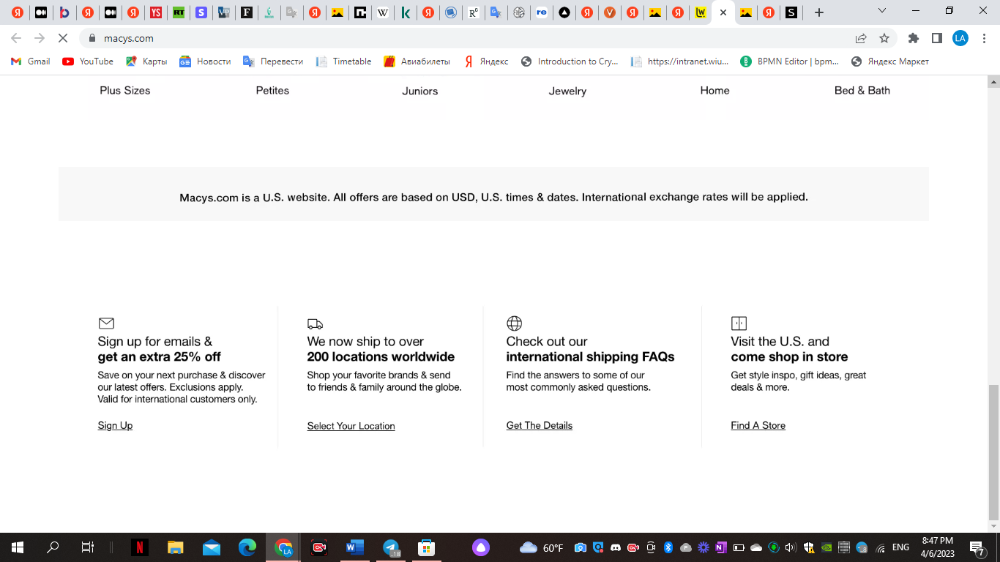 YS
RT
S
VP
F
W
k
R⁶
re
V
W
S
macys.com
LA
Gmail
YouTube
Карты
Новости
Перевести
Timetable
Авиабилеты
Яндекс
Introduction to Cry...
https://intranet.wiu...
BPMN Editor | bpm...
Яндекс Маркет
Plus Sizes Petites Juniors Jewelry Home Bed & Bath
Macys.com is a U.S. website. All offers are based on USD, U.S. times & dates. International exchange rates will be applied.
Sign up for emails &
get an extra 25% off
Save on your next purchase & discover
our latest offers. Exclusions apply.
Valid for international customers only.
Sign Up
We now ship to over
200 locations worldwide
Shop your favorite brands & send
to friends & family around the globe.
Select Your Location
Check out our
international shipping FAQs
Find the answers to some of our
most commonly asked questions.
Get The Details
Visit the U.S. and
come shop in store
Get style inspo, gift ideas, great
deals & more.
Find A Store
60°F
ENG
8:47 PM
4/6/2023
7